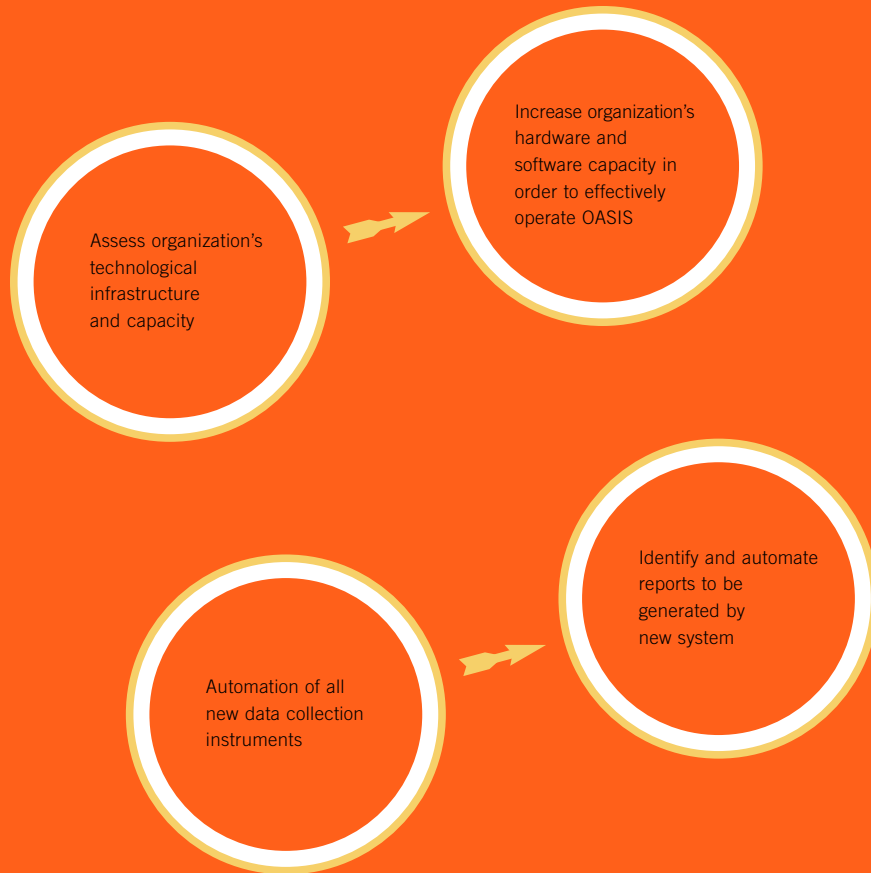 Assess organization's
technological
infrastructure
and capacity
Increase organization's
hardware and
software capacity in
order to effectively
operate OASIS
Automation of all
new data collection
instruments
Identify and automate
reports to be
generated by
new system